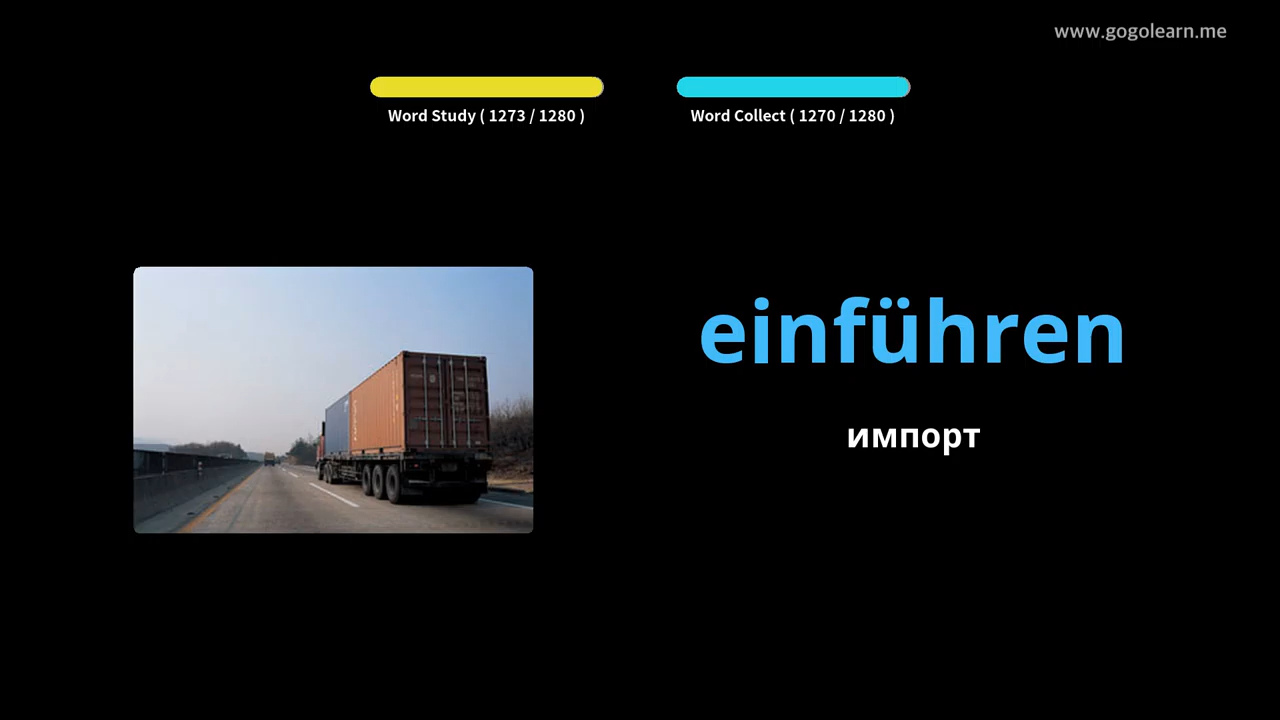 www.gogolearn.me
Word Study ( 1273 / 1280 )
Word Collect ( 1270 / 1280 )
einführen
импорт